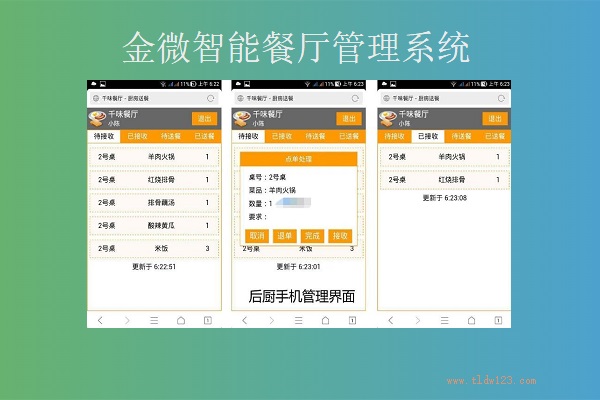 金微智能餐厅管理系统
11% 上午 6:22
千味餐厅 - 厨房送餐
千味餐厅
小陈
退出
待接收 已接收 待送餐 已送餐
2号桌 羊肉火锅 1
2号桌 红烧排骨 1
2号桌 排骨藕汤 1
2号桌 酸辣黄瓜 1
2号桌 米饭 3
更新于 6:22:51
1
11% 上午 6:23
千味餐厅 - 厨房送餐
千味餐厅
小陈
退出
待接收 已接收 待送餐 已送餐
点单处理
桌号:2号桌
菜品:羊肉火锅
数量:1
要求:
取消 退单 完成 接收
2号桌 米饭 3
更新于 6:23:01
后厨手机管理界面
1
11% 上午 6:23
千味餐厅 - 厨房送餐
千味餐厅
小陈
退出
待接收 已接收 待送餐 已送餐
2号桌 羊肉火锅 1
2号桌 红烧排骨 1
更新于 6:23:08
1
www.tldw123.com